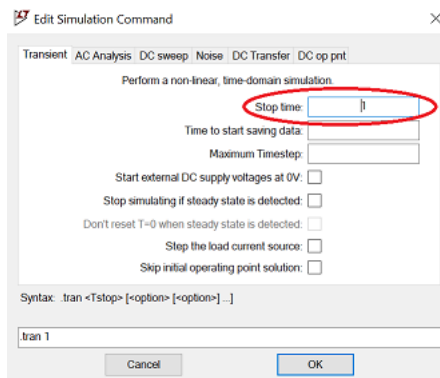 Edit Simulation Command
Transient AC Analysis DC sweep Noise DC Transfer DC op pnt
Perform a non-linear, time-domain simulation.
Stop time: 1
Time to start saving data:
Maximum Timestep:
Start external DC supply voltages at 0V:
Stop simulating if steady state is detected:
Don't reset T=0 when steady state is detected:
Step the load current source:
Skip initial operating point solution:
Syntax: .tran <Tstop> [<option> [<option>] ...]
.tran 1
Cancel OK